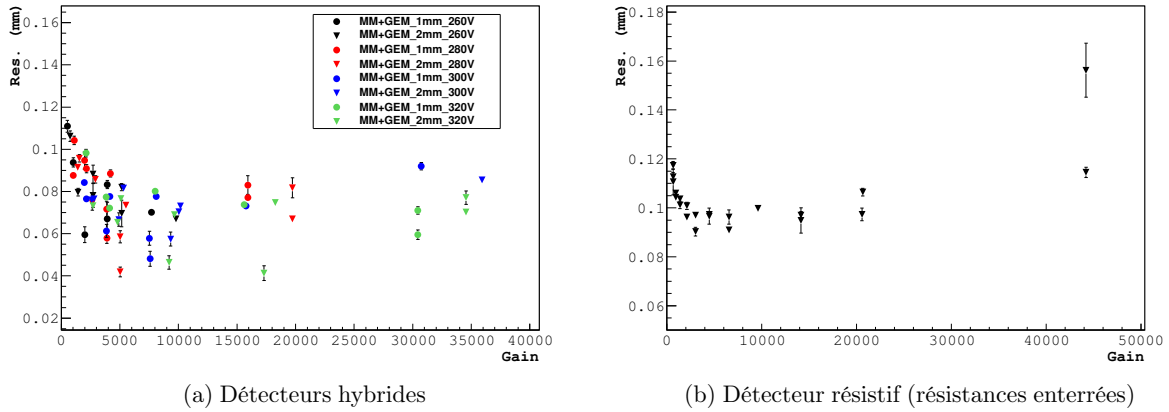 Res. (mm)
0.16
0.14
0.12
0.1
0.08
0.06
0.04
0.02
MM+GEM_1mm_260V
MM+GEM_2mm_260V
MM+GEM_1mm_280V
MM+GEM_2mm_280V
MM+GEM_1mm_300V
MM+GEM_2mm_300V
MM+GEM_1mm_320V
MM+GEM_2mm_320V
0 5000 10000 15000 20000 25000 30000 35000 40000
Gain
(a) Détecteurs hybrides
Res. (mm)
0.18
0.16
0.14
0.12
0.1
0.08
0.06
0 10000 20000 30000 40000 50000
Gain
(b) Détecteur résistif (résistances enterrées)